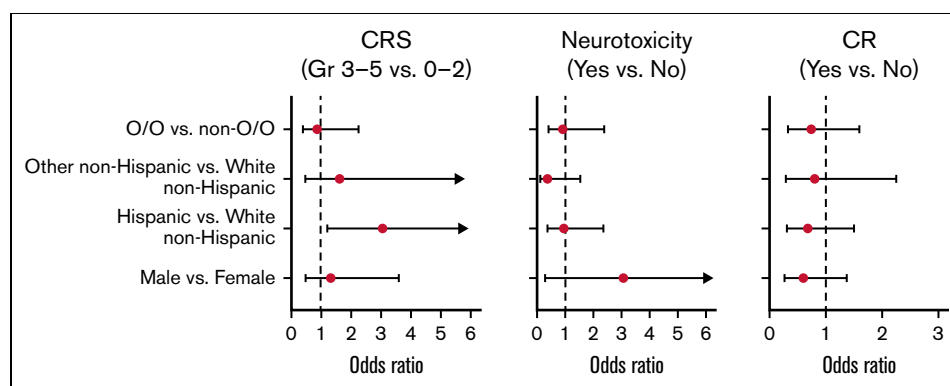 CRS
(Gr 3–5 vs. 0–2)
Neurotoxicity
(Yes vs. No)
CR
(Yes vs. No)
O/O vs. non-O/O
Other non-Hispanic vs. White
non-Hispanic
Hispanic vs. White
non-Hispanic
Male vs. Female
0 1 2 3 4 5 6
0 1 2 3 4 5 6
0 1 2 3
Odds ratio
Odds ratio
Odds ratio